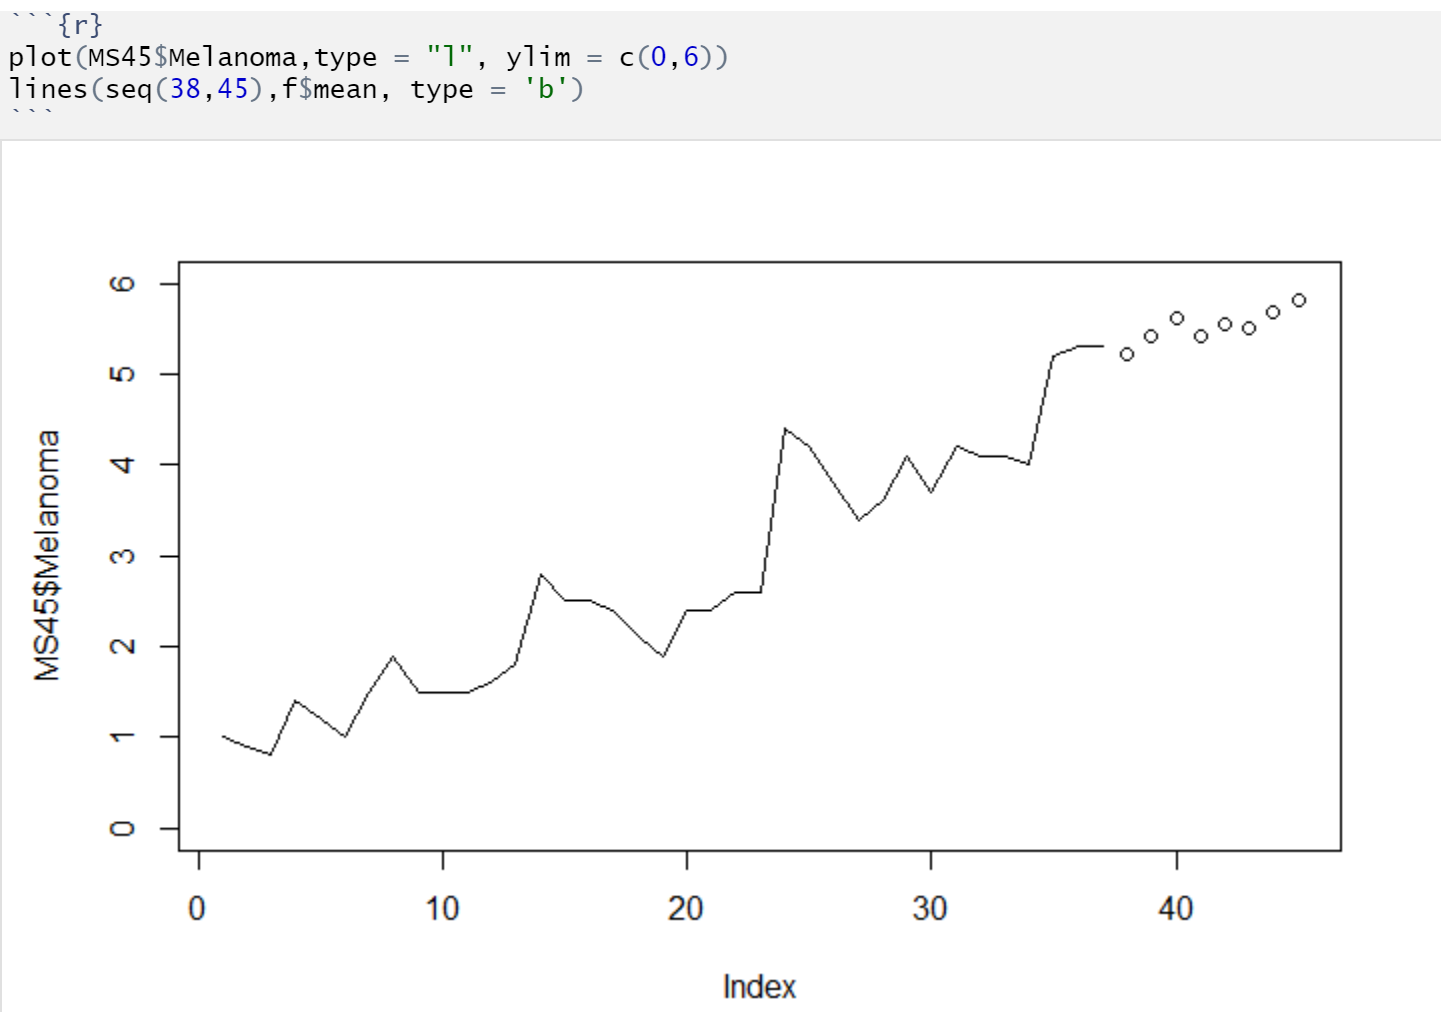 ```{r}
plot(MS45$Melanoma,type = "l", ylim = c(0,6))
lines(seq(38,45),f$mean, type = 'b')
```
6
5
4
3
2
1
0
MS45$Melanoma
0 10 20 30 40
Index